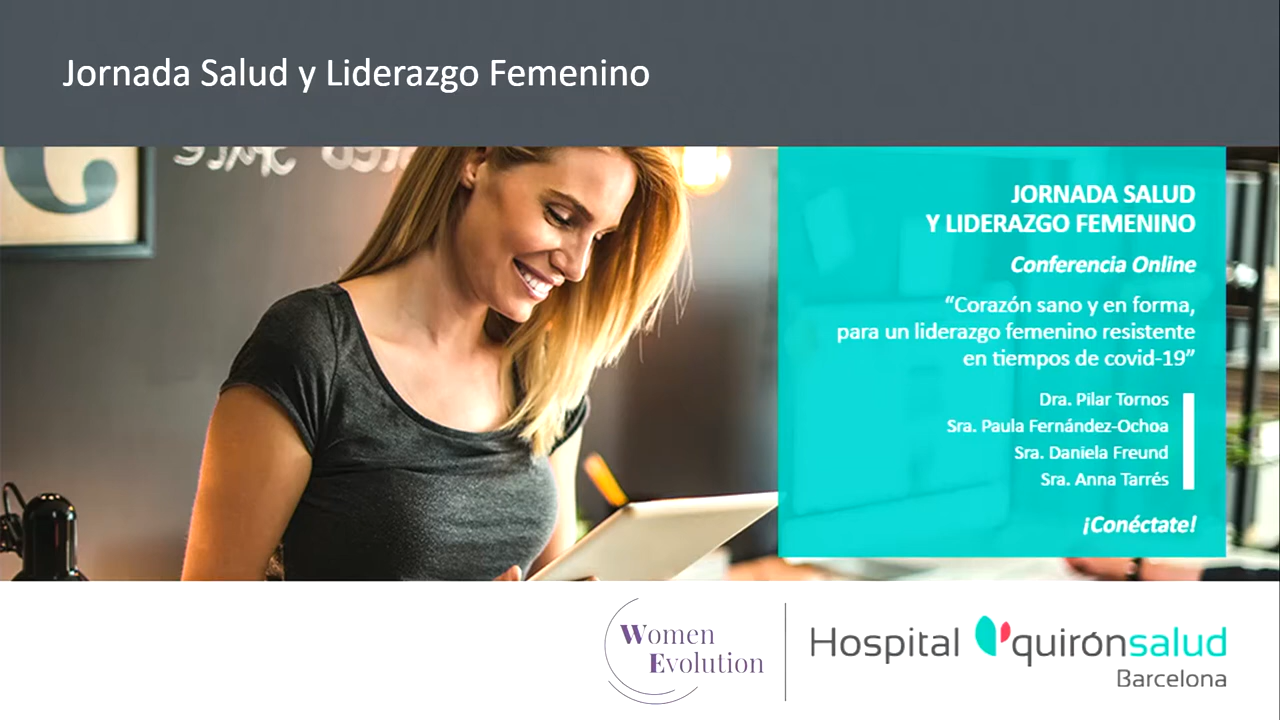 Jornada Salud y Liderazgo Femenino
JORNADA SALUD
Y LIDERAZGO FEMENINO
Conferencia Online
“Corazón sano y en forma,
para un liderazgo femenino resistente
en tiempos de covid-19”
Dra. Pilar Tornos
Sra. Paula Fernández-Ochoa
Sra. Daniela Freund
Sra. Anna Tarrés
¡Conéctate!
Women
Evolution
Hospital quirónsalud
Barcelona